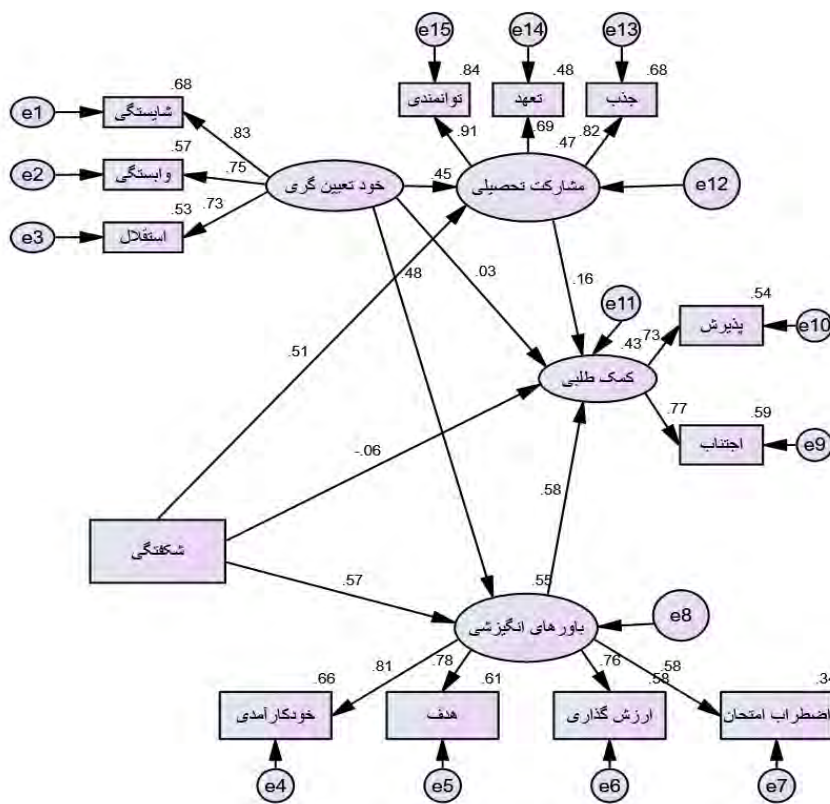 e15
e14
e13
.84
.48
.68
توانمندی
تعهد
جذب
.91
.69
.82
.47
e1
.68
شایستگی
.83
e2
.57
وابستگی
.75
خود تعیین گری
.45
مشارکت تحصیلی
e12
e3
.53
استقلال
.73
.48
.03
.16
e11
.54
پذیرش
e10
.43
.73
.51
کمک طلبی
.77
.59
اجتناب
e9
-.06
.58
شکفتگی
.57
.55
باورهای انگیزشی
e8
.81
.78
.76
.58
.66
.61
.58
.34
خودکارآمدی
هدف
ارزش گذاری
اضطراب امتحان
e4
e5
e6
e7